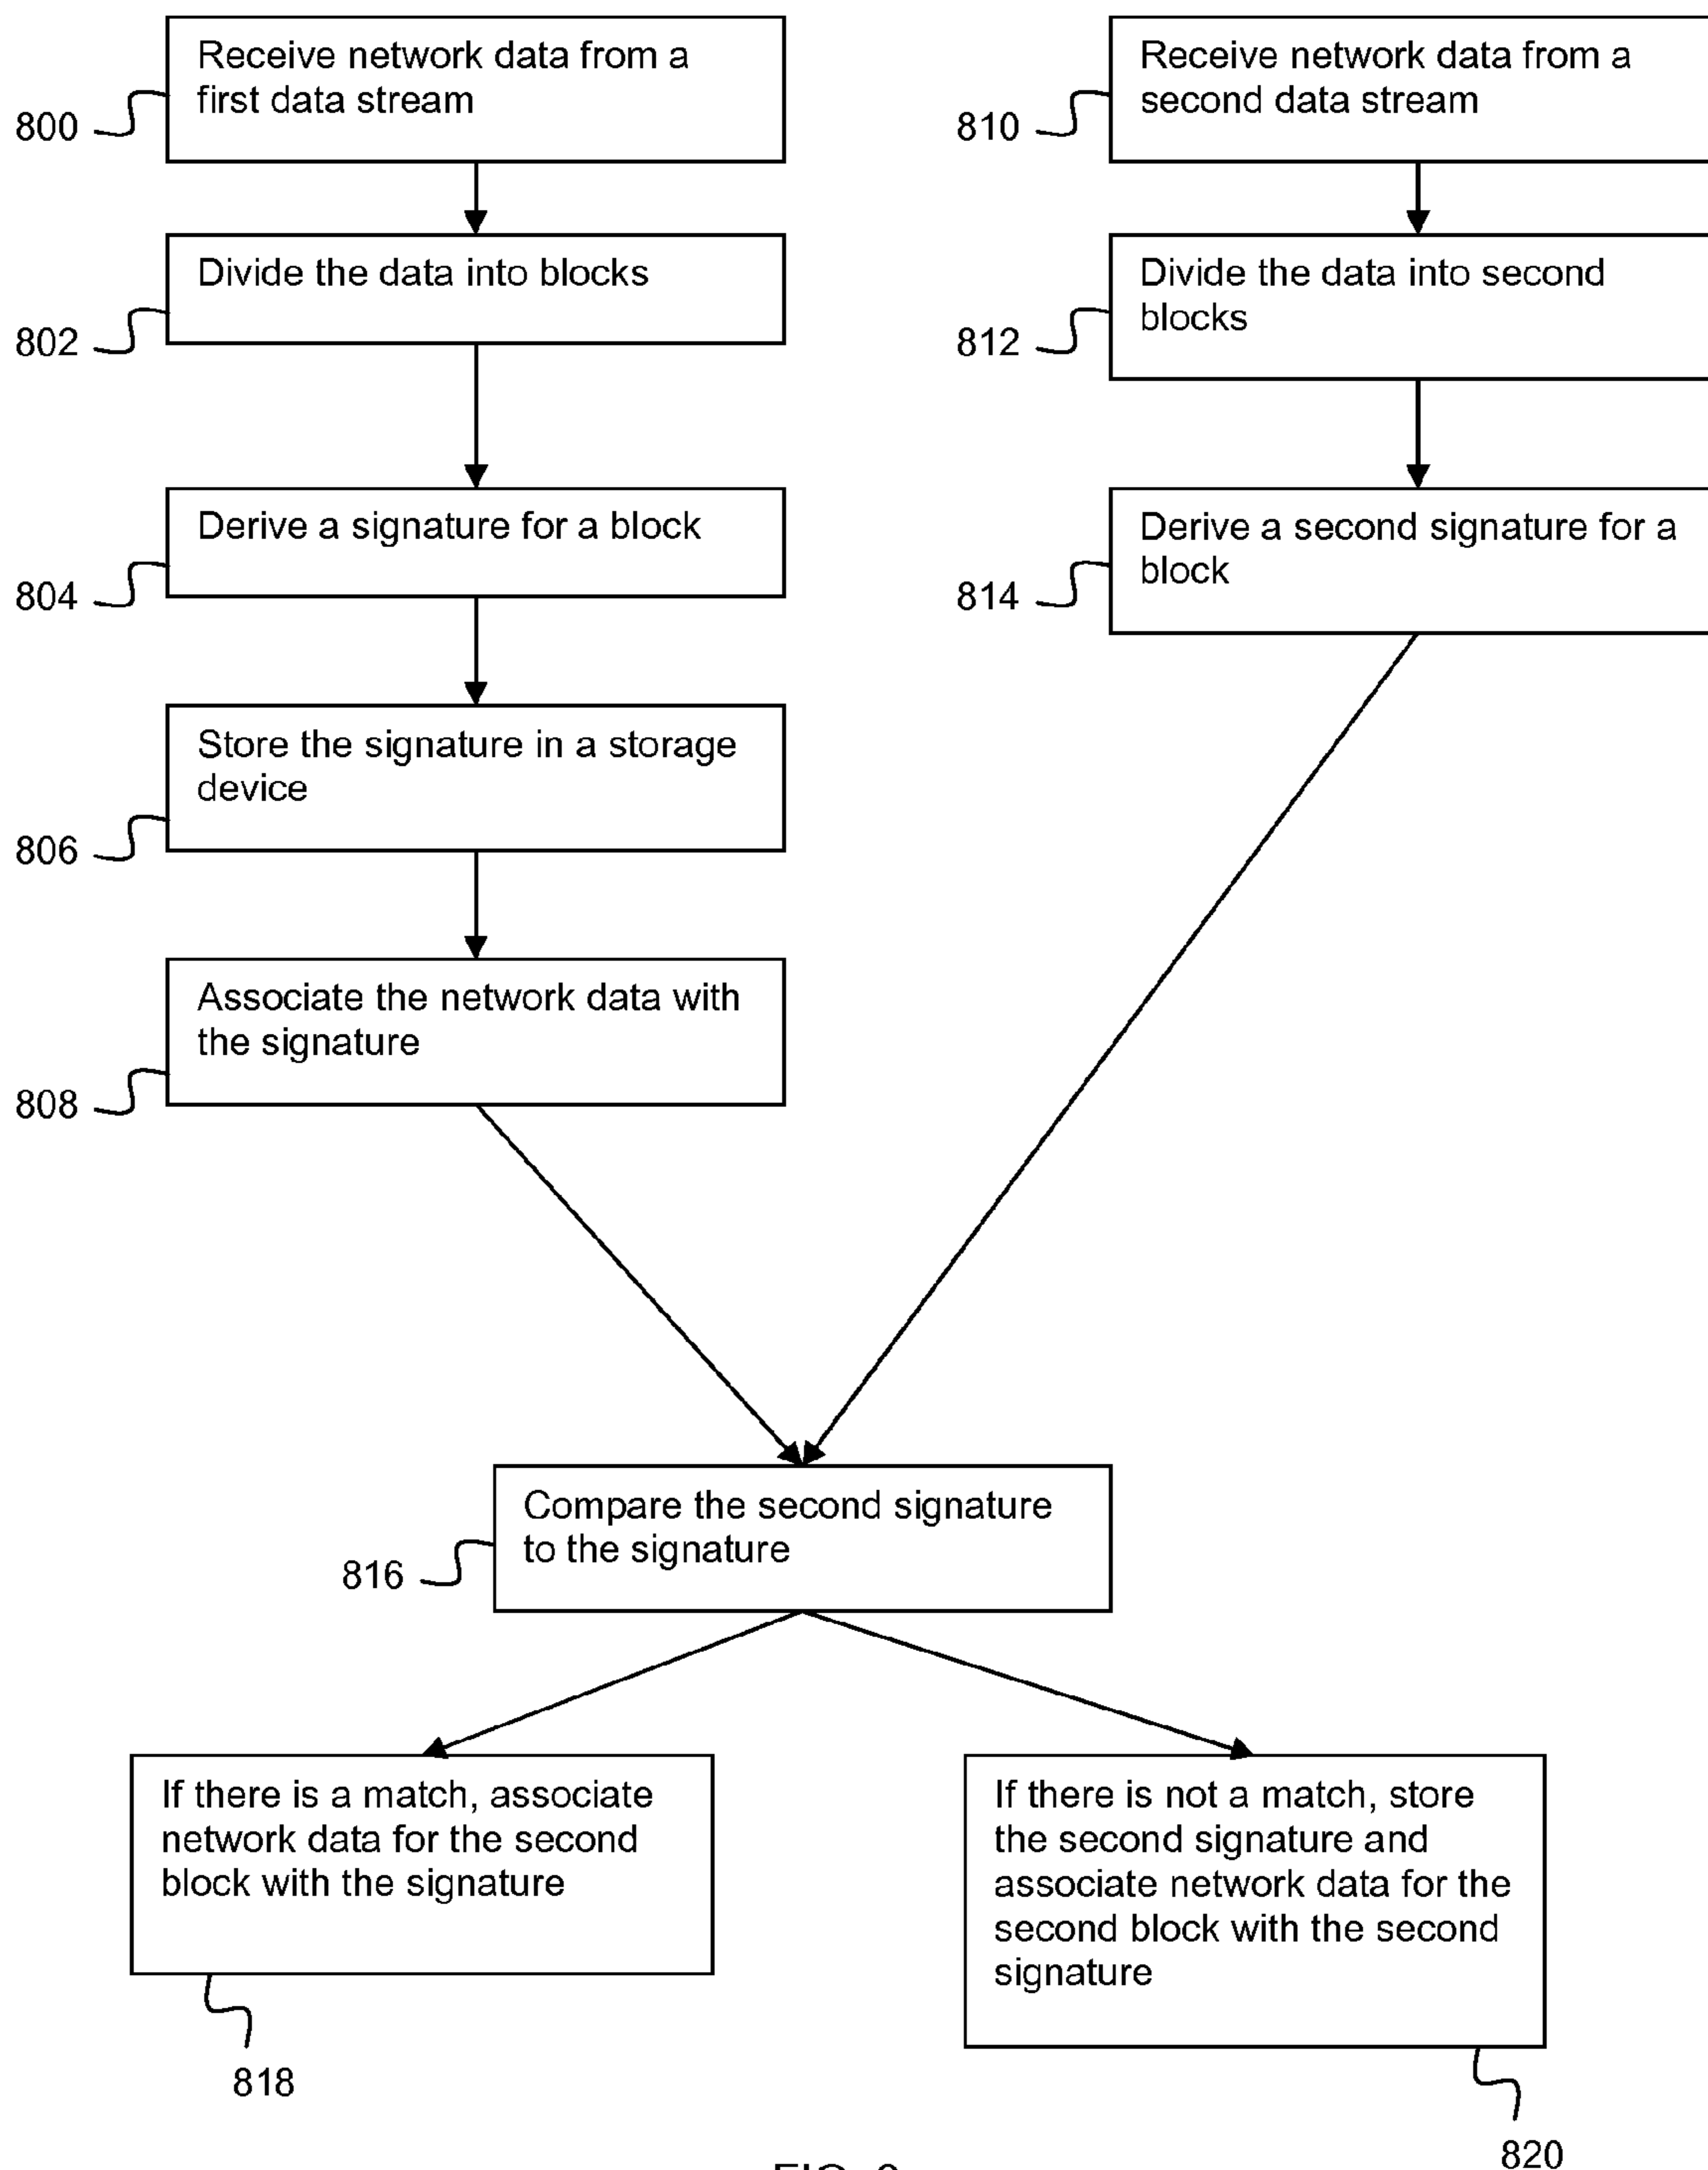 Receive network data from a
first data stream
800
Divide the data into blocks
802
Derive a signature for a block
804
Store the signature in a storage
device
806
Associate the network data with
the signature
808
Receive network data from a
second data stream
810
Divide the data into second
blocks
812
Derive a second signature for a
block
814
Compare the second signature
to the signature
816
If there is a match, associate
network data for the second
block with the signature
818
If there is not a match, store
the second signature and
associate network data for the
second block with the second
signature
820
FIG.